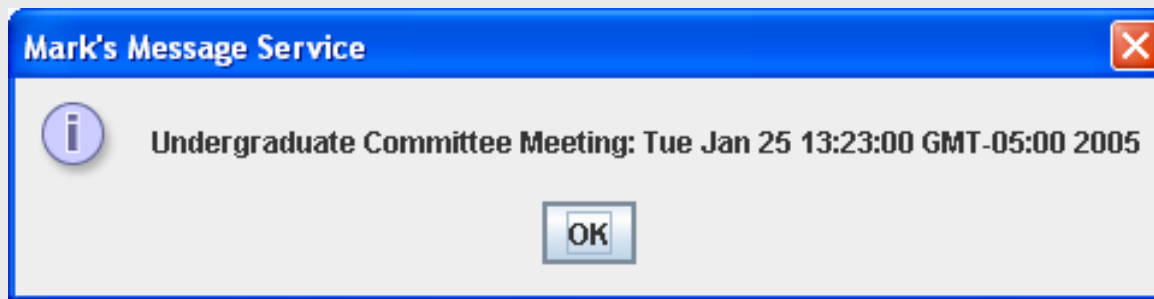 Mark's Message Service
Undergraduate Committee Meeting: Tue Jan 25 13:23:00 GMT-05:00 2005
OK